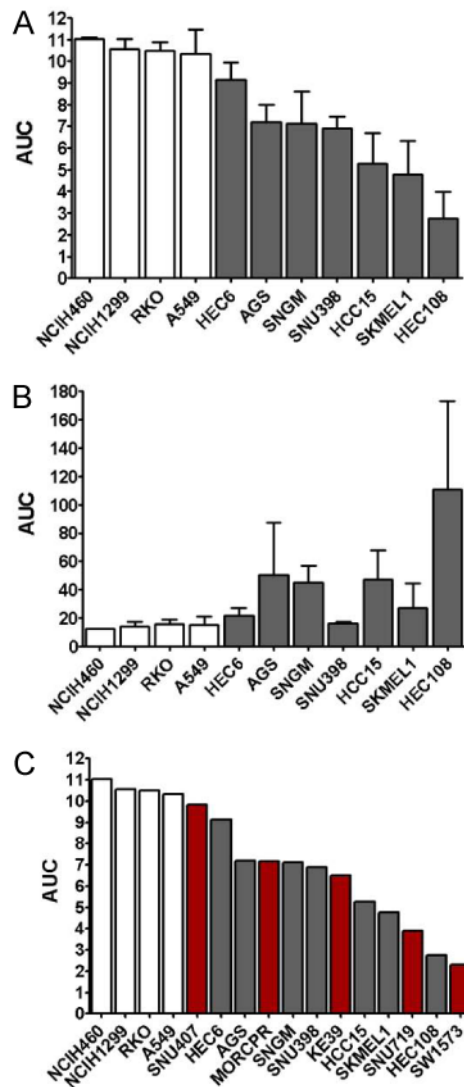 A
AUC
12
11
10
9
8
7
6
5
4
3
2
1
0
NCIH460
NCIH1299
RKO
A549
HEC6
AGS
SNGM
SNU398
HCC15
SKMEL1
HEC108
B
AUC
180
160
140
120
100
80
60
40
20
0
NCIH460
NCIH1299
RKO
A549
HEC6
AGS
SNGM
SNU398
HCC15
SKMEL1
HEC108
C
AUC
12
11
10
9
8
7
6
5
4
3
2
1
0
NCIH460
NCIH1299
RKO
A549
SNU407
HEC6
AGS
MORCPR
SNGM
SNU398
KE39
HCC15
SKMEL1
SNU719
HEC108
SW1573